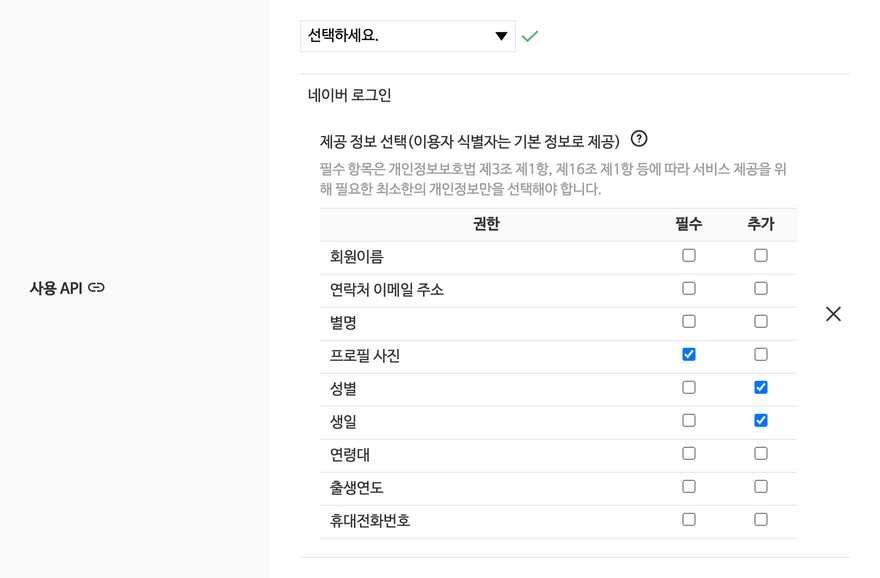 선택하세요.
네이버 로그인
제공 정보 선택(이용자 식별자는 기본 정보로 제공)
필수 항목은 개인정보보호법 제3조 제1항, 제16조 제1항 등에 따라 서비스 제공을 위
해 필요한 최소한의 개인정보만을 선택해야 합니다.
권한 필수 추가
회원이름
연락처 이메일 주소
별명
사용 API
프로필 사진
성별
생일
연령대
출생연도
휴대전화번호